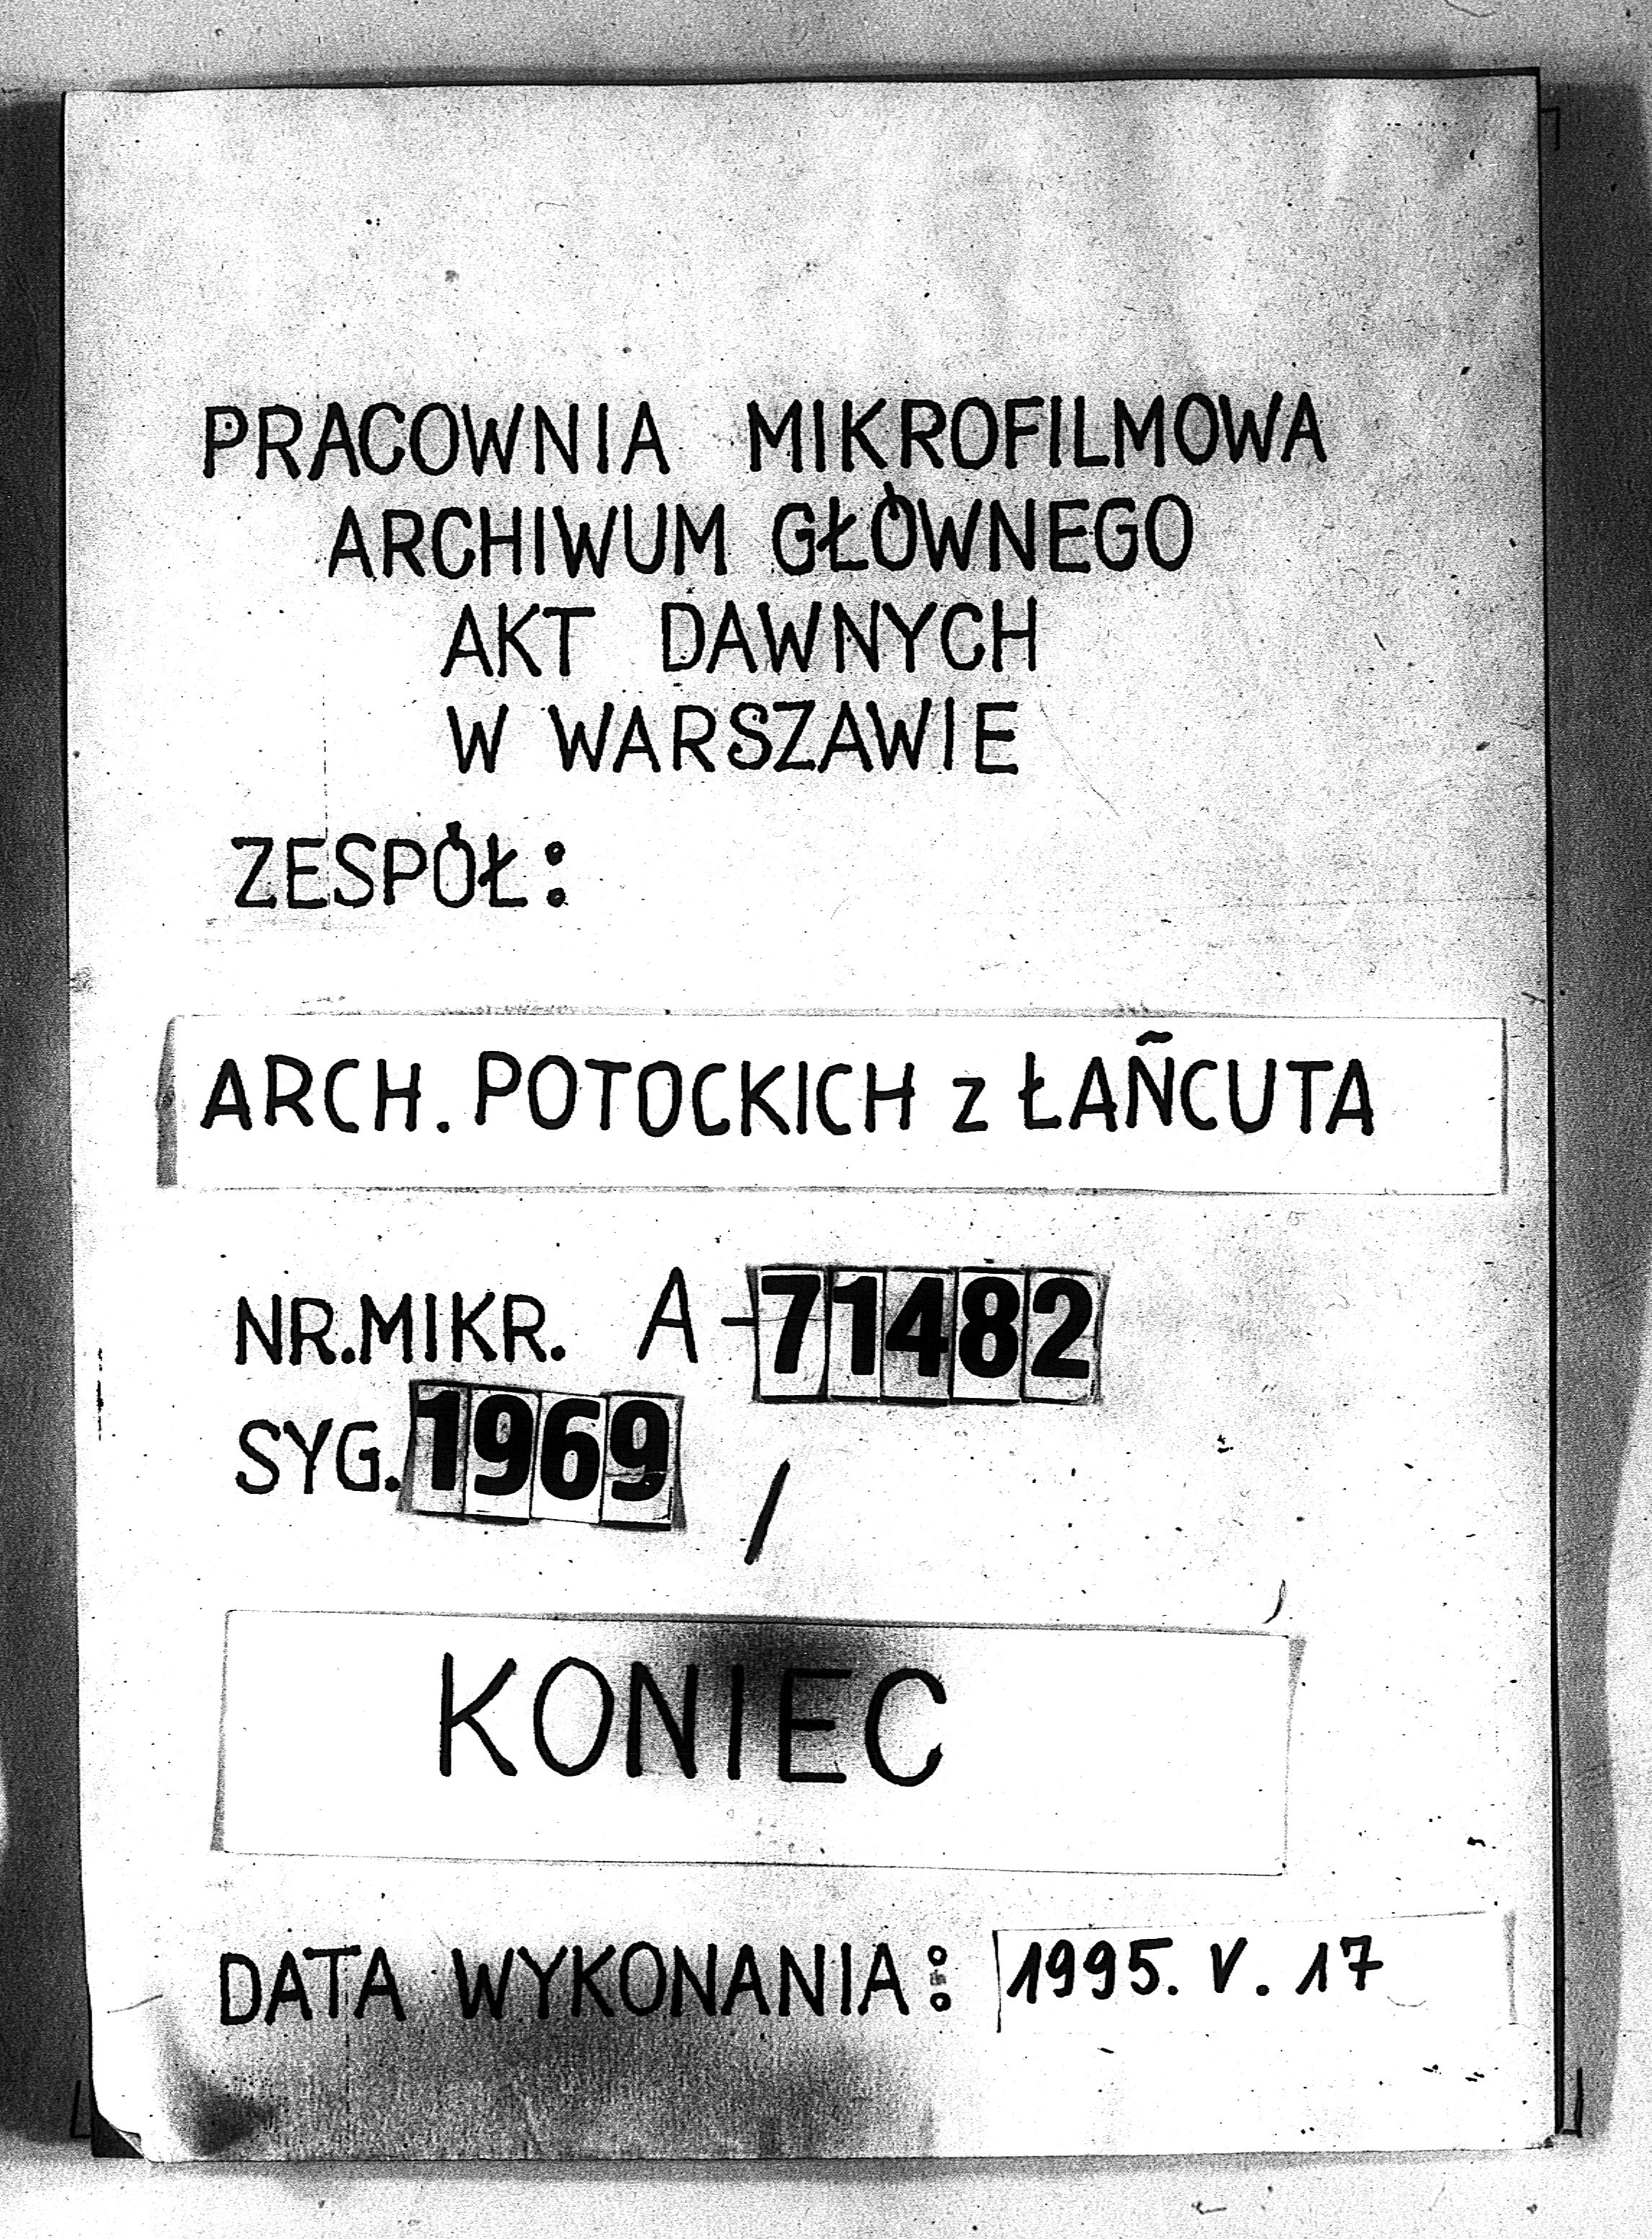 PRACOWNIA MIKROFILMOWA
ARCHIWUM GŁÓWNEGO
AKT DAWNYCH
W WARSZAWIE
ZESPÓŁ:
ARCH. POTOCKICH z ŁAŃCUTA
NR.MIKR. A-71482
SYG. 1969 /
KONIEC
DATA WYKONANIA: 1995. V. 17